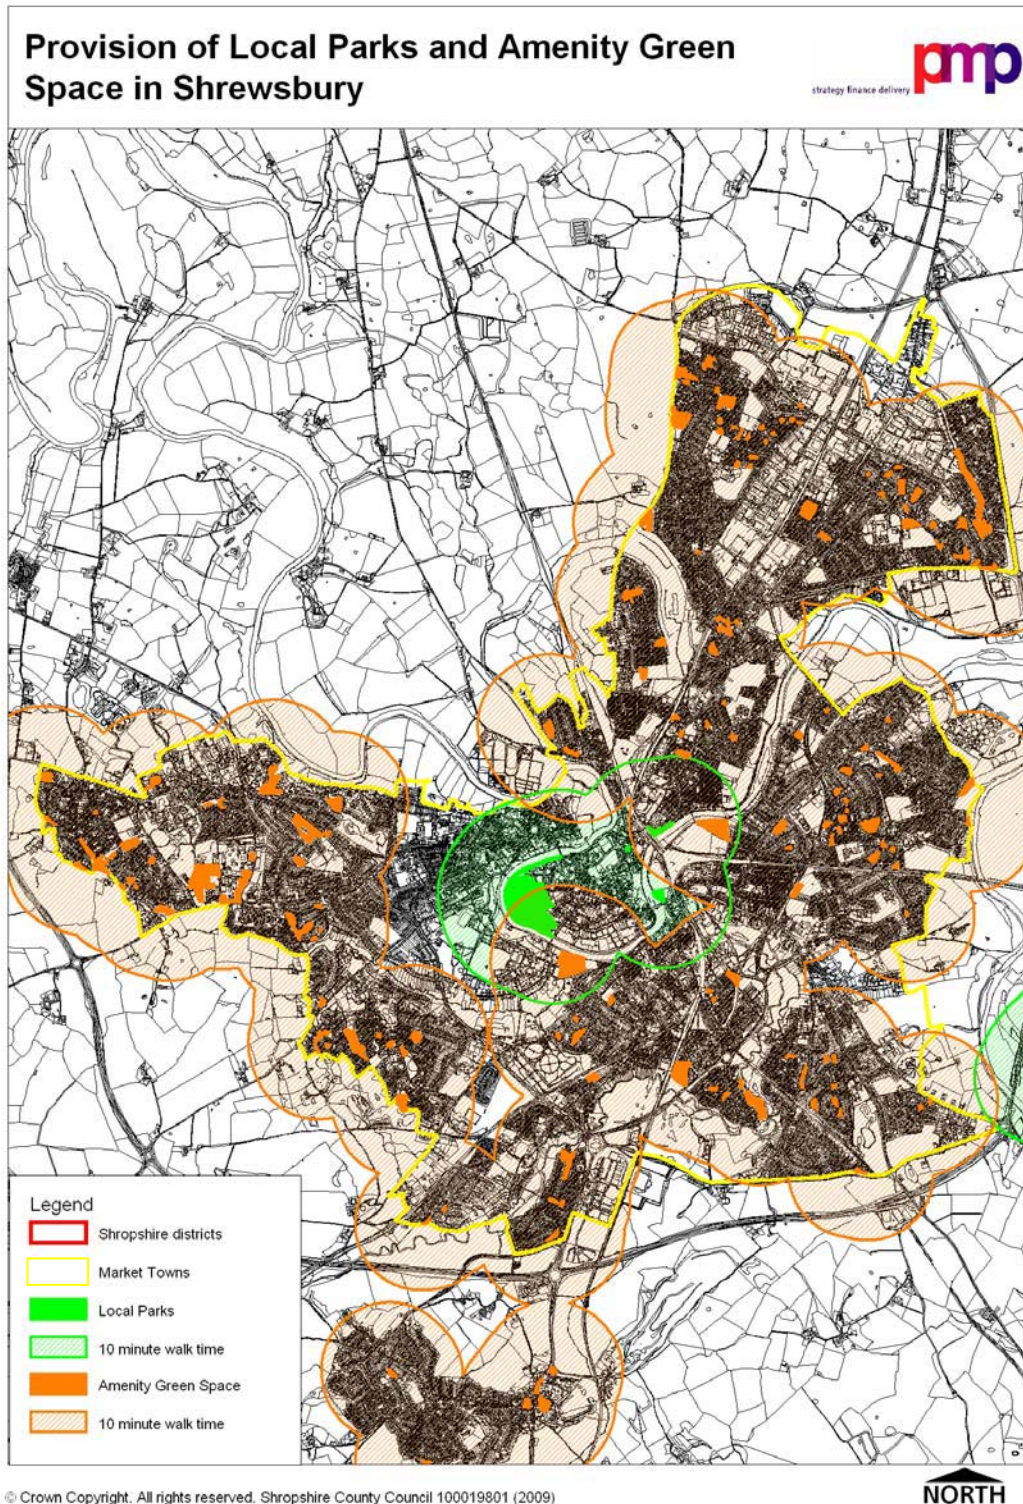 Provision of Local Parks and Amenity Green
Space in Shrewsbury
pmp
strategy finance delivery
Legend
Shropshire districts
Market Towns
Local Parks
10 minute walk time
Amenity Green Space
10 minute walk time
© Crown Copyright. All rights reserved. Shropshire County Council 100019801 (2009)
NORTH